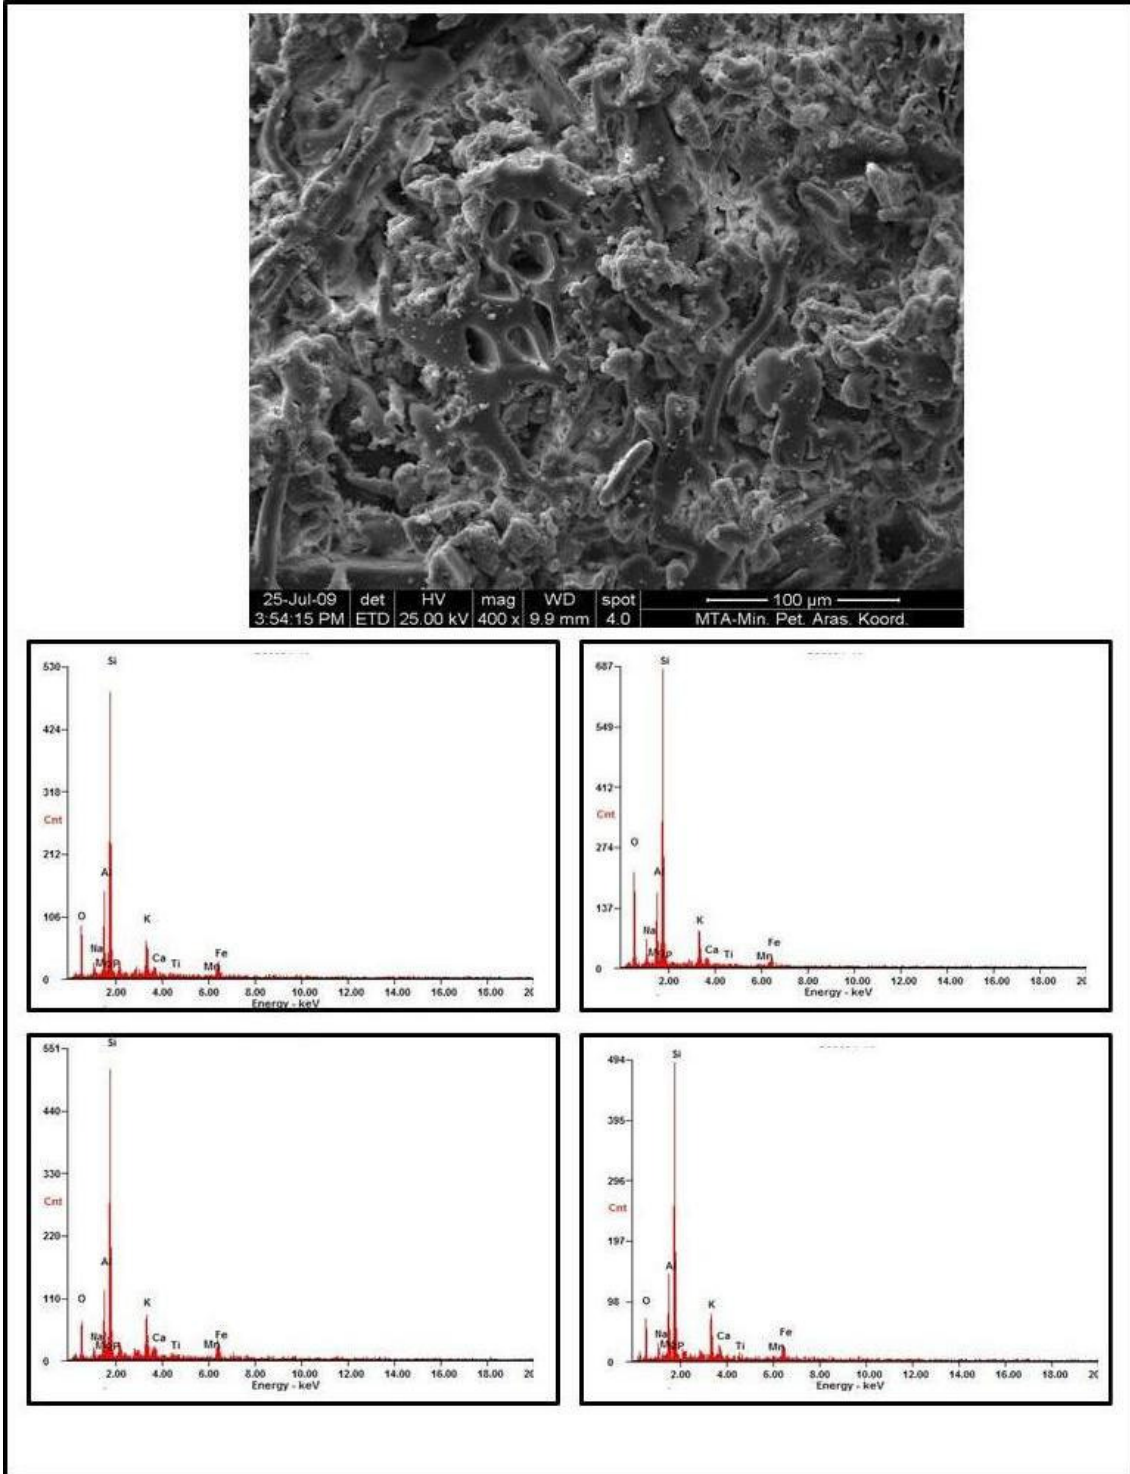 25-Jul-09 det HV mag WD spot 100 µm
3:54:15 PM ETD 25.00 kV 400 x 9.9 mm 4.0 MTA-Min. Pet. Aras. Koord.
Si
530
424
318
Cnt
212
A
106
O
K
Na
Fe
Ca
Ti
Mn
0
2.00 4.00 6.00 8.00 10.00 12.00 14.00 16.00 18.00 20
Energy - keV
Si
687
549
412
Cnt
274
O
Al
137
K
Na
Fe
Ca
Ti
Mn
0
2.00 4.00 6.00 8.00 10.00 12.00 14.00 16.00 18.00 20
Energy - keV
Si
551
440
330
Cnt
220
Al
110
O
K
Na
Fe
Ca
Ti
Mn
0
2.00 4.00 6.00 8.00 10.00 12.00 14.00 16.00 18.00 20
Energy - keV
Si
494
395
296
Cnt
197
Al
98
O
K
Na
Ca
Fe
Ti
Mn
0
2.00 4.00 6.00 8.00 10.00 12.00 14.00 16.00 18.00 20
Energy - keV